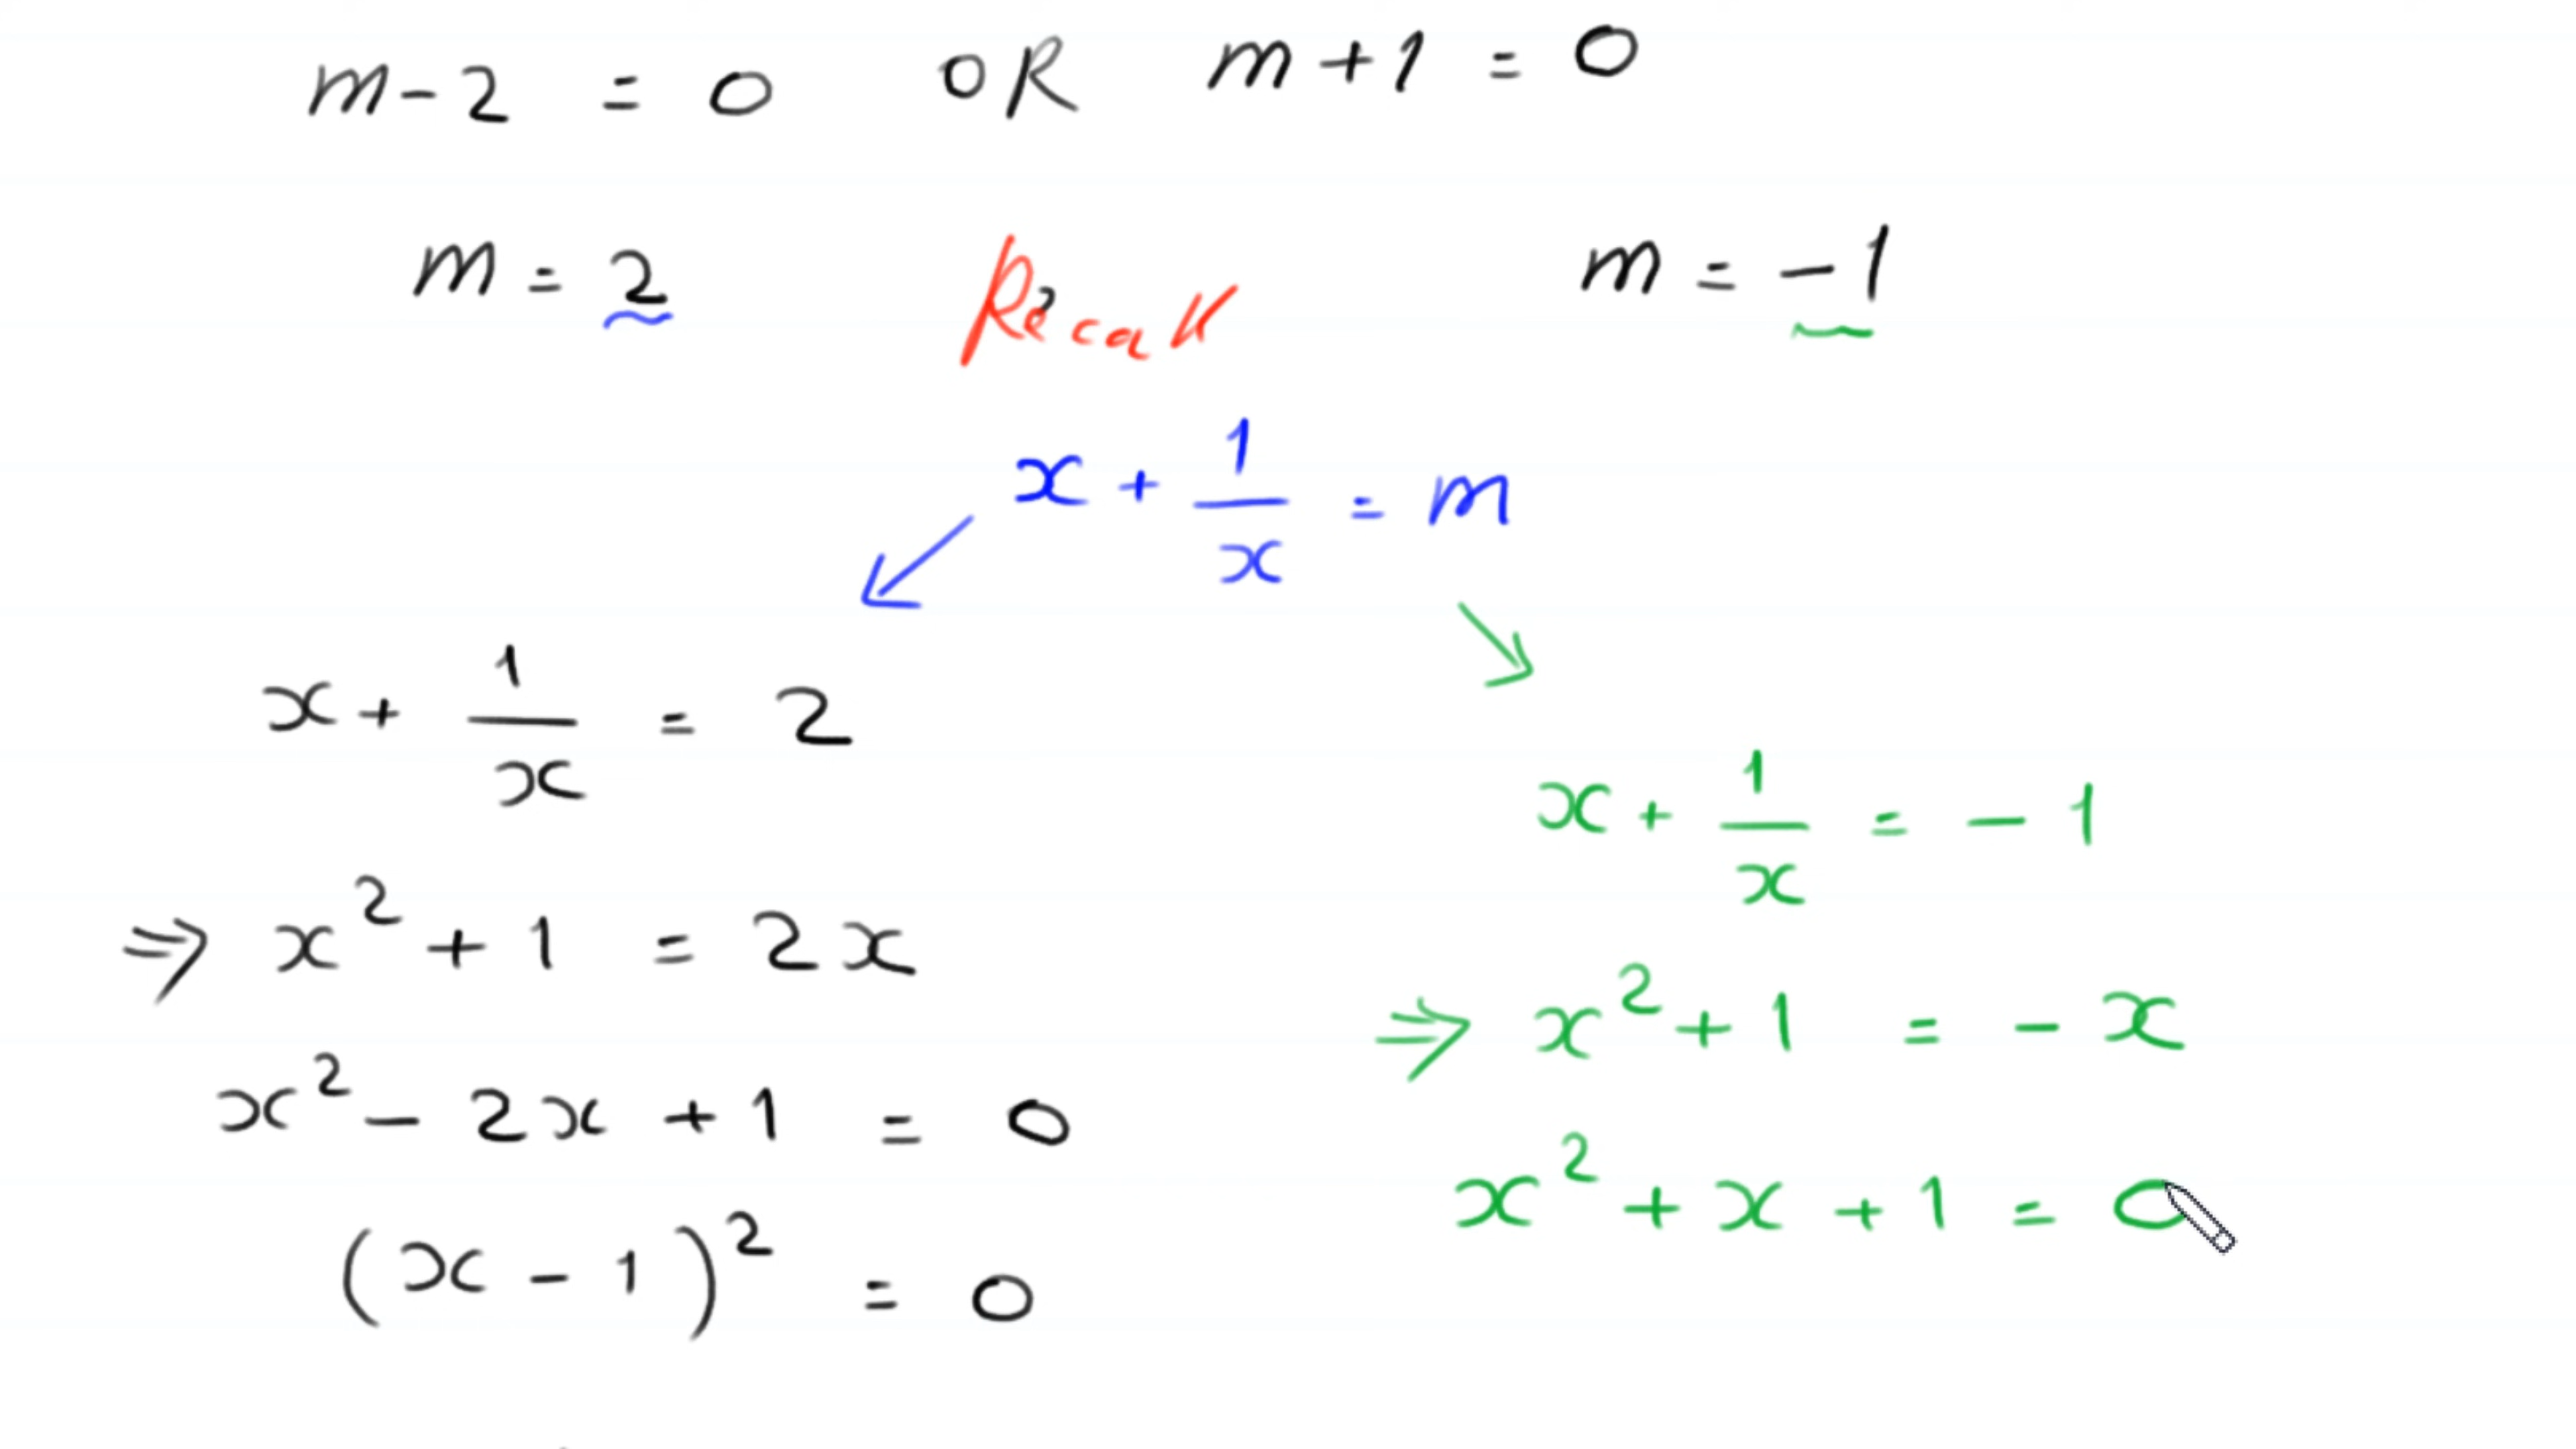 m - 2 = 0 OR m + 1 = 0
m = 2 Recall m = -1
x + 1/x = m
x + 1/x = 2
x + 1/x = -1
⇒ x² + 1 = 2x
⇒ x² + 1 = -x
x² - 2x + 1 = 0
x² + x + 1 = 0
(x - 1)² = 0